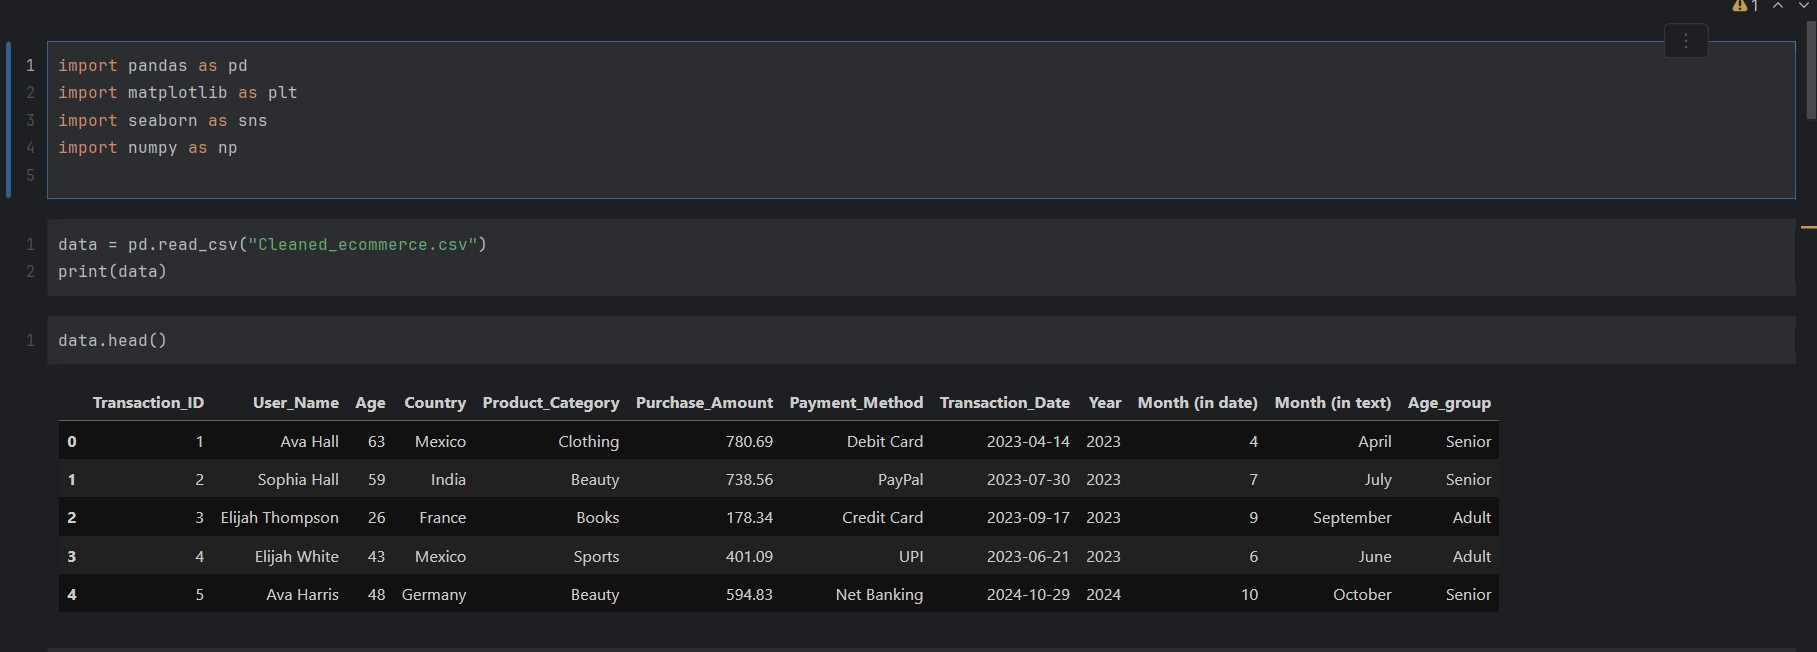 1
1 import pandas as pd
2 import matplotlib as plt
3 import seaborn as sns
4 import numpy as np
5
1 data = pd.read_csv("Cleaned_ecommerce.csv")
2 print(data)
1 data.head()
Transaction_ID User_Name Age Country Product_Category Purchase_Amount Payment_Method Transaction_Date Year Month (in date) Month (in text) Age_group
0 1 Ava Hall 63 Mexico Clothing 780.69 Debit Card 2023-04-14 2023 4 April Senior
1 2 Sophia Hall 59 India Beauty 738.56 PayPal 2023-07-30 2023 7 July Senior
2 3 Elijah Thompson 26 France Books 178.34 Credit Card 2023-09-17 2023 9 September Adult
3 4 Elijah White 43 Mexico Sports 401.09 UPI 2023-06-21 2023 6 June Adult
4 5 Ava Harris 48 Germany Beauty 594.83 Net Banking 2024-10-29 2024 10 October Senior